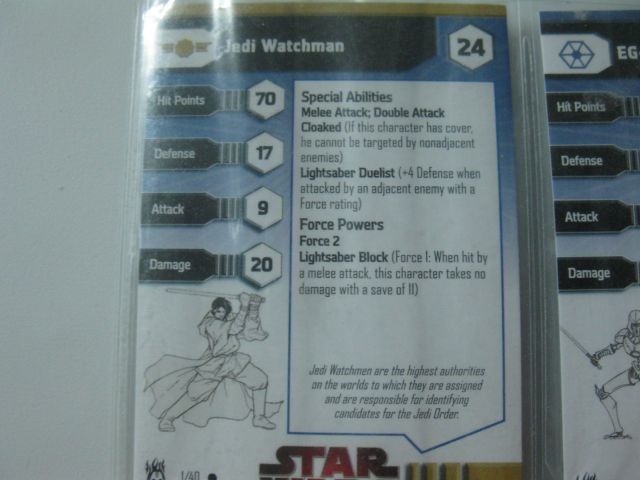 Jedi Watchman
24
Hit Points 70
Defense 17
Attack 9
Damage 20
Special Abilities
Melee Attack; Double Attack
Cloaked (If this character has cover,
he cannot be targeted by nonadjacent
enemies)
Lightsaber Duelist (+4 Defense when
attacked by an adjacent enemy with a
Force rating)
Force Powers
Force 2
Lightsaber Block (Force 1: When hit by
a melee attack, this character takes no
damage with a save of 11)
Jedi Watchmen are the highest authorities
on the worlds to which they are assigned
and are responsible for identifying
candidates for the Jedi Order.
1/40
STAR
EG-
Hit Points
Defense
Attack
Damage